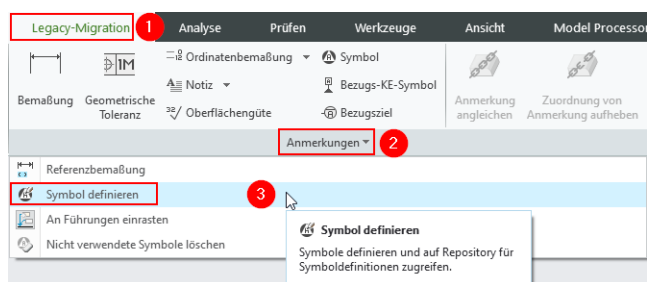 Legacy-Migration 1 Analyse Prüfen Werkzeuge Ansicht Model Processor
Ordinatenbemaßung Symbol
Notiz Bezugs-KE-Symbol
Bemaßung Geometrische Toleranz Oberflächengüte Bezugsziel Anmerkung angleichen Zuordnung von Anmerkung aufheben
Anmerkungen 2
Referenzbemaßung
Symbol definieren 3
An Führungen einrasten
Nicht verwendete Symbole löschen
Symbol definieren
Symbole definieren und auf Repository für
Symboldefinitionen zugreifen.